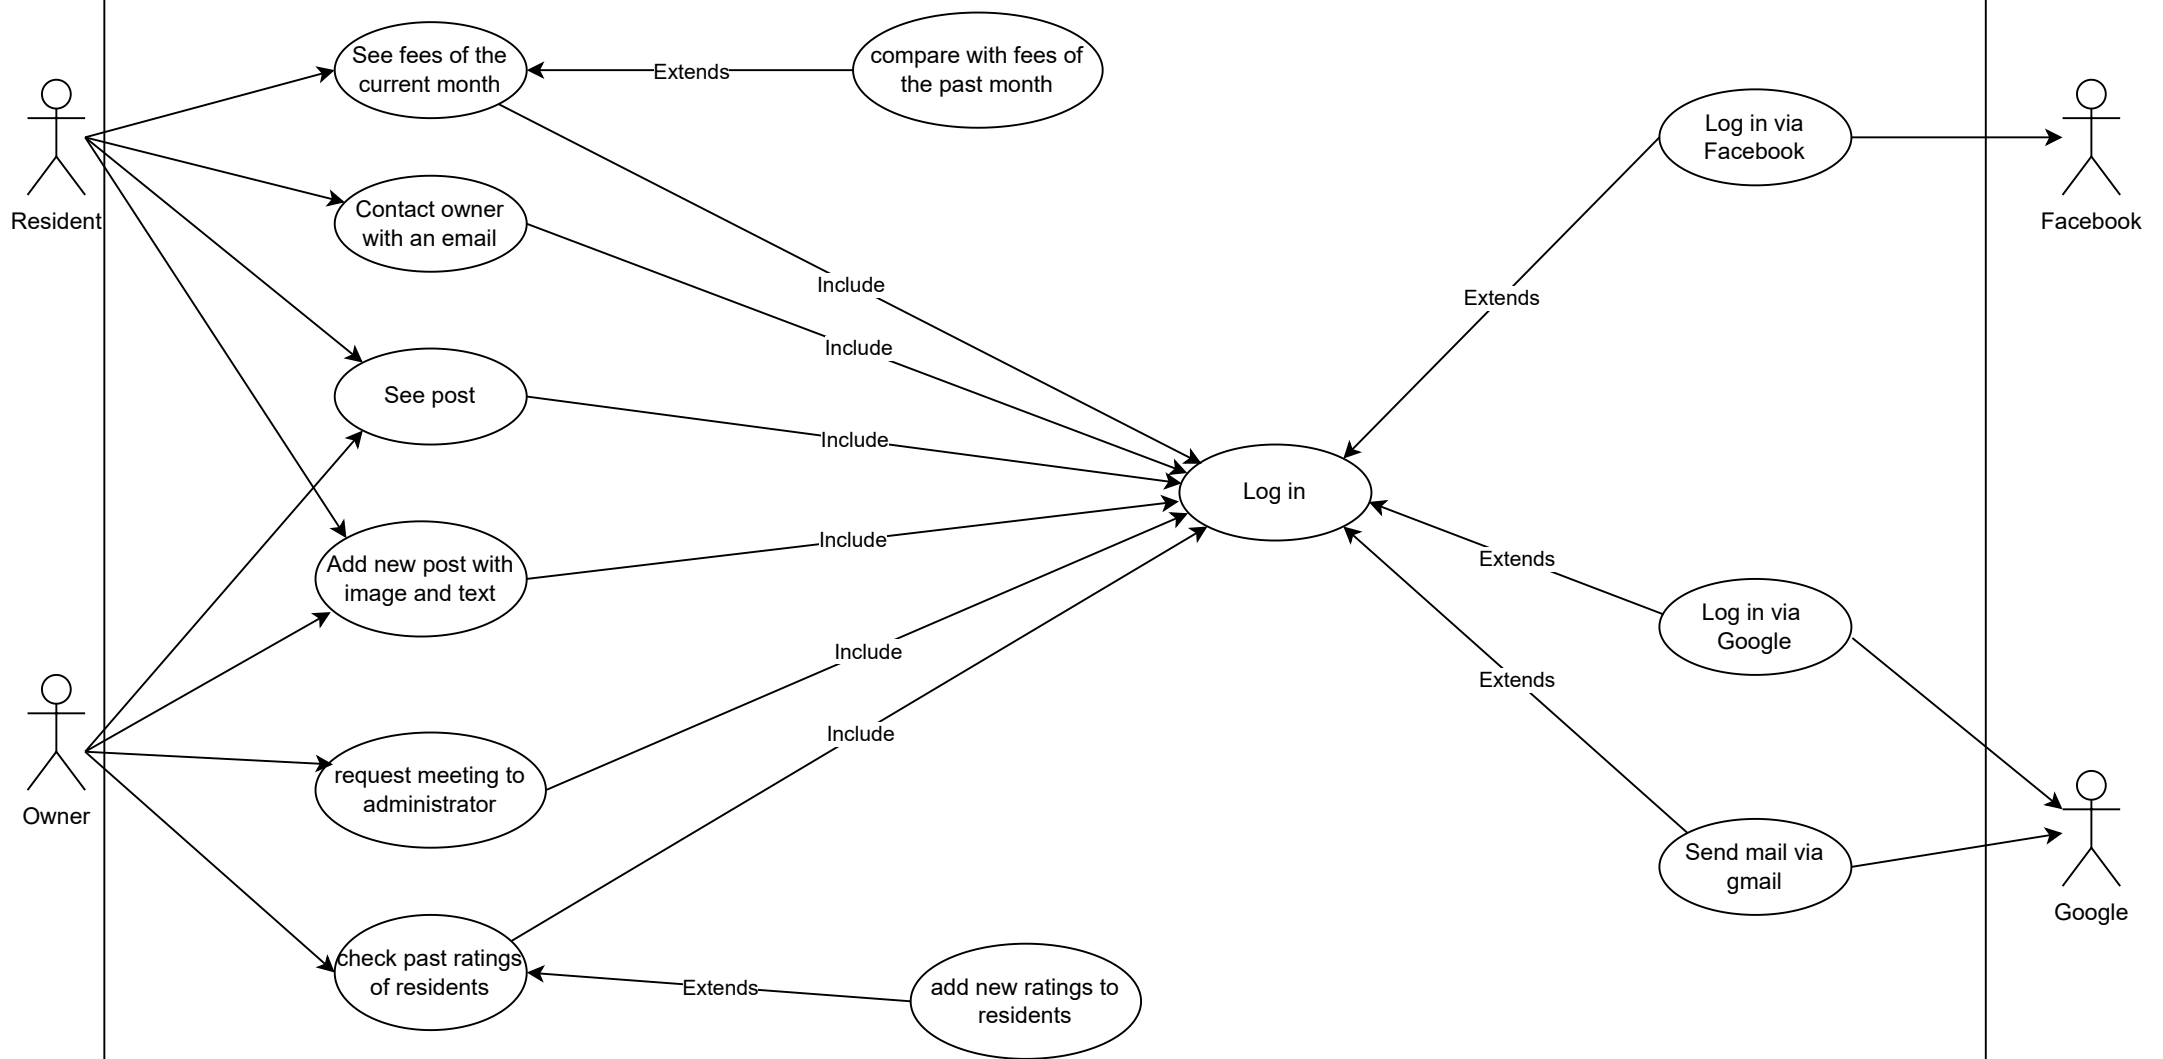 See fees of the
current month
Extends
compare with fees of
the past month
Resident
Contact owner
with an email
Include
Include
See post
Include
Add new post with
image and text
Include
Owner
request meeting to
administrator
Include
Include
check past ratings
of residents
Extends
add new ratings to
residents
Log in
Extends
Log in via
Facebook
Facebook
Extends
Log in via
Google
Extends
Send mail via
gmail
Google